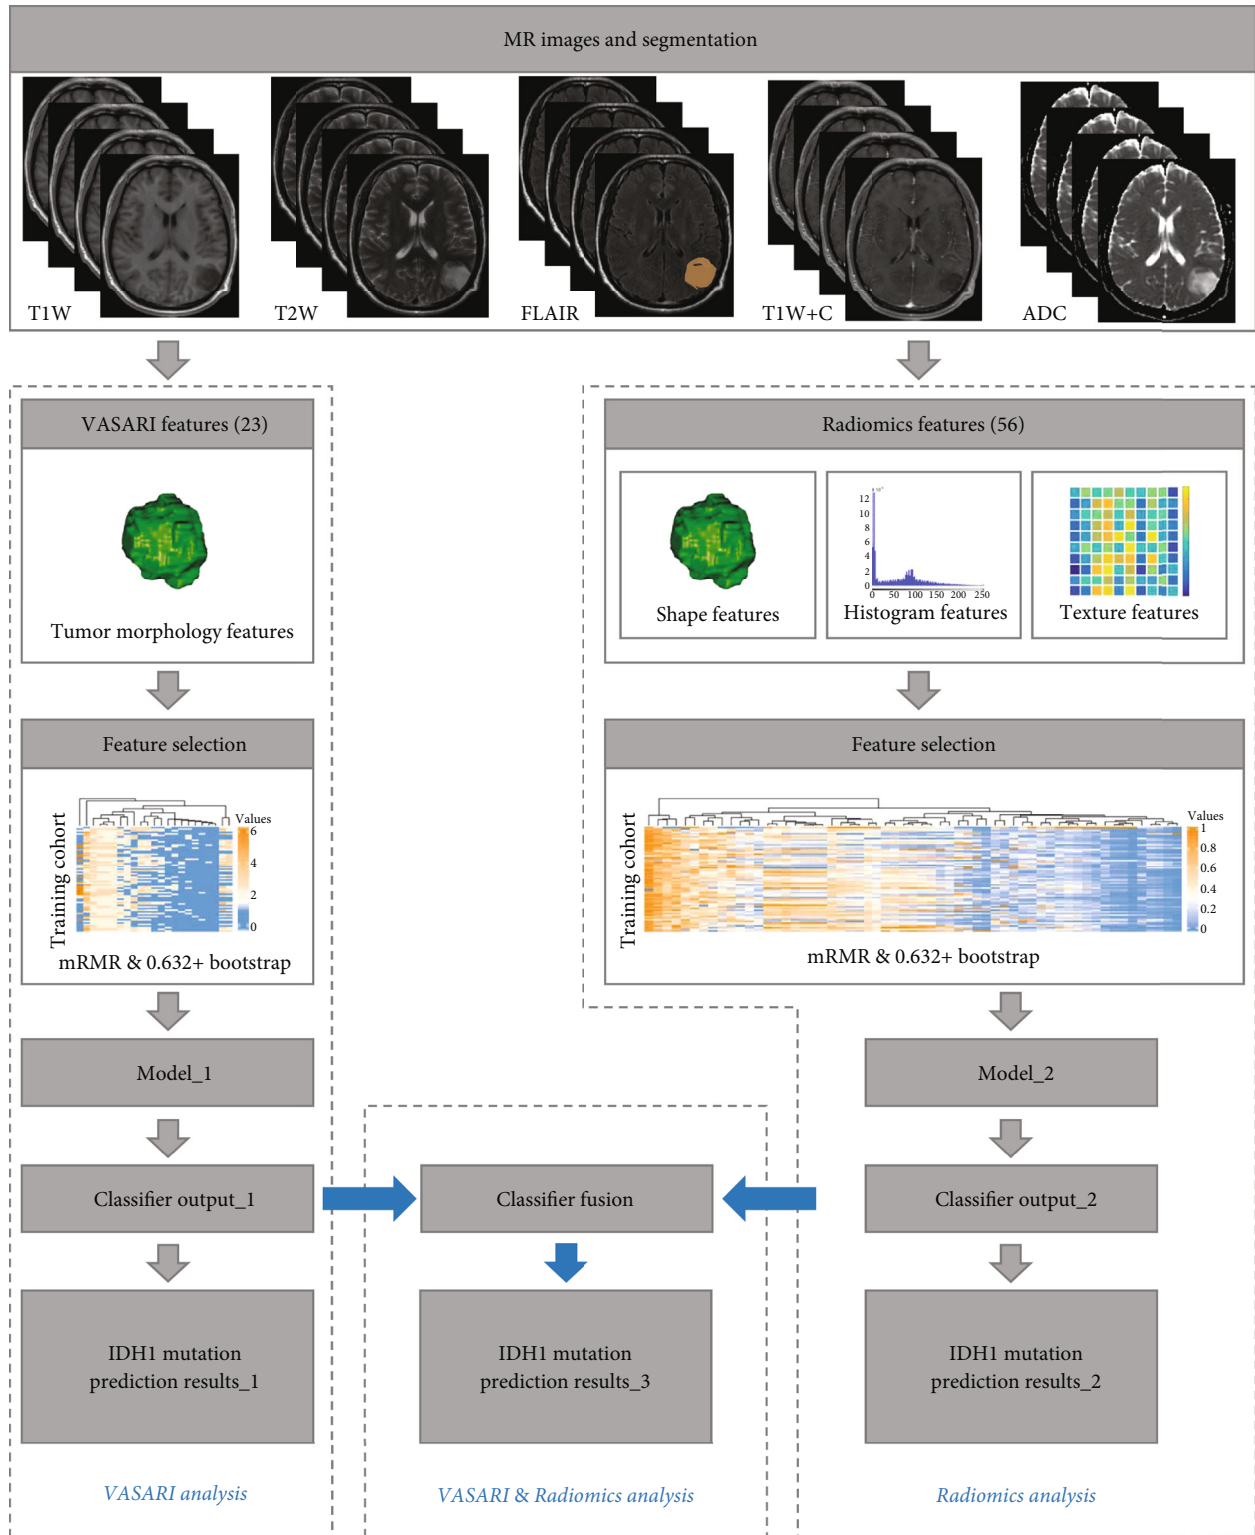 MR images and segmentation
T1W
T2W
FLAIR
T1W+C
ADC
VASARI features (23)
Tumor morphology features
Radiomics features (56)
Shape features
12
10
8
6
4
2
0
0 50 100 150 200 250
Histogram features
Texture features
Feature selection
Training cohort
Values
6
4
2
0
mRMR & 0.632+ bootstrap
Feature selection
Training cohort
Values
1
0.8
0.6
0.4
0.2
0
mRMR & 0.632+ bootstrap
Model_1
Model_2
Classifier output_1
Classifier fusion
Classifier output_2
IDH1 mutation
prediction results_1
IDH1 mutation
prediction results_3
IDH1 mutation
prediction results_2
VASARI analysis
VASARI & Radiomics analysis
Radiomics analysis